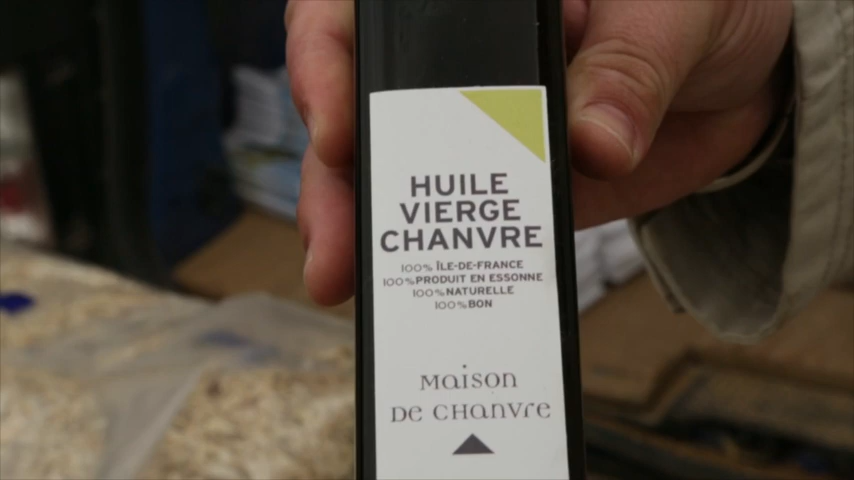 HUILE
VIERGE
CHANVRE
100% ÎLE-DE-FRANCE
100% PRODUIT EN ESSONNE
100% NATURELLE
100% BON
Maison
de chanvre